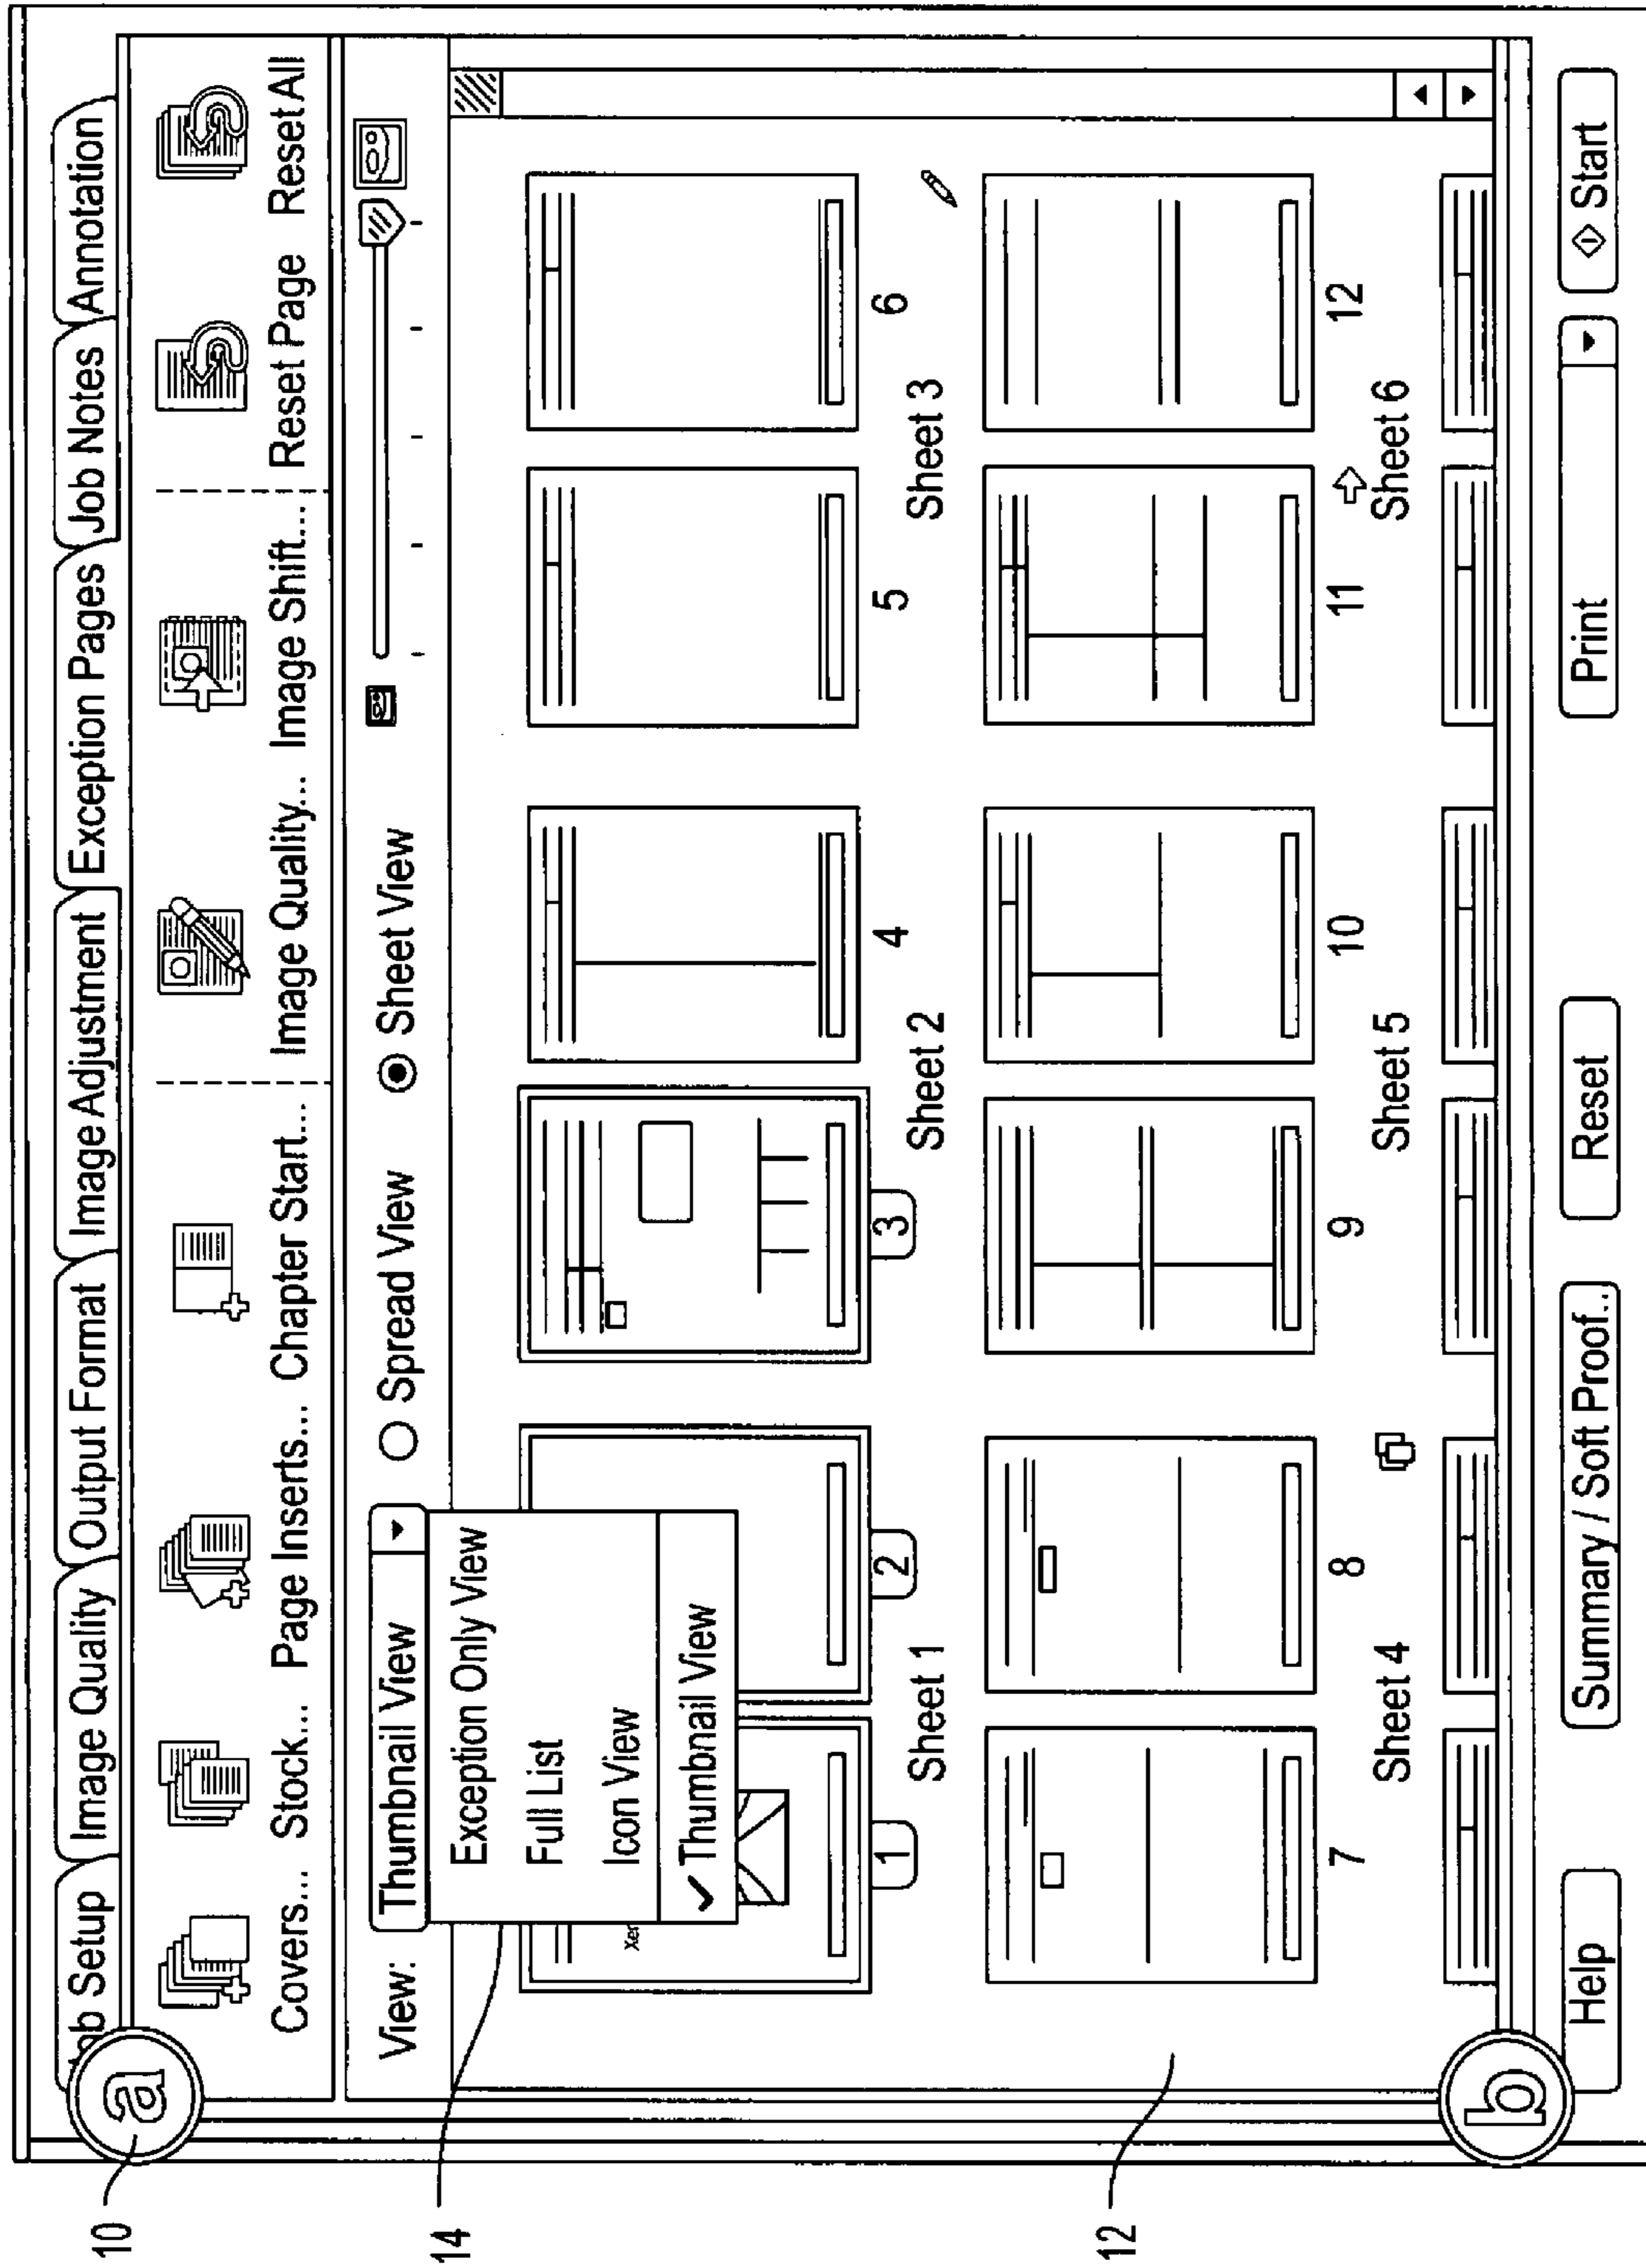 10
a
Job Setup Image Quality Output Format Image Adjustment Exception Pages Job Notes Annotation
Covers... Stock... Page Inserts... Chapter Start... Image Quality... Image Shift... Reset Page Reset All
View: Thumbnail View Spread View Sheet View
14
Exception Only View
Full List
Icon View
Thumbnail View
Xer
1 2 3 4 5 6
Sheet 1 Sheet 2 Sheet 3
12
7 8 9 10 11 12
Sheet 4 Sheet 5 Sheet 6
b
Help Summary / Soft Proof.. Reset Print Start